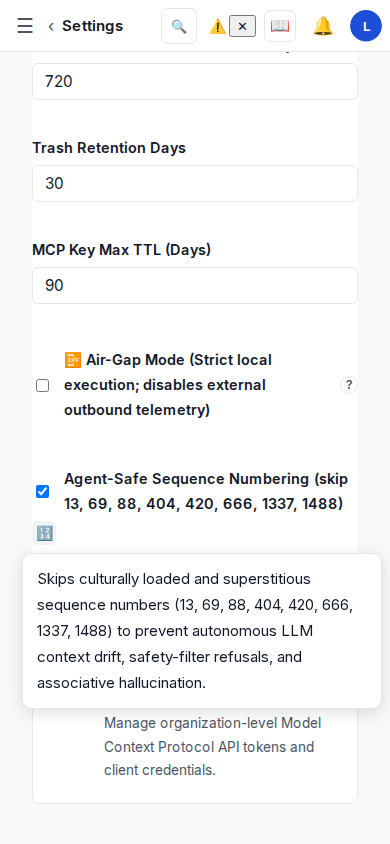 Settings
L
720
Trash Retention Days
30
MCP Key Max TTL (Days)
90
Air-Gap Mode (Strict local
execution; disables external
outbound telemetry)
?
Agent-Safe Sequence Numbering (skip
13, 69, 88, 404, 420, 666, 1337, 1488)
Skips culturally loaded and superstitious
sequence numbers (13, 69, 88, 404, 420, 666,
1337, 1488) to prevent autonomous LLM
context drift, safety-filter refusals, and
associative hallucination.
Manage organization-level Model
Context Protocol API tokens and
client credentials.